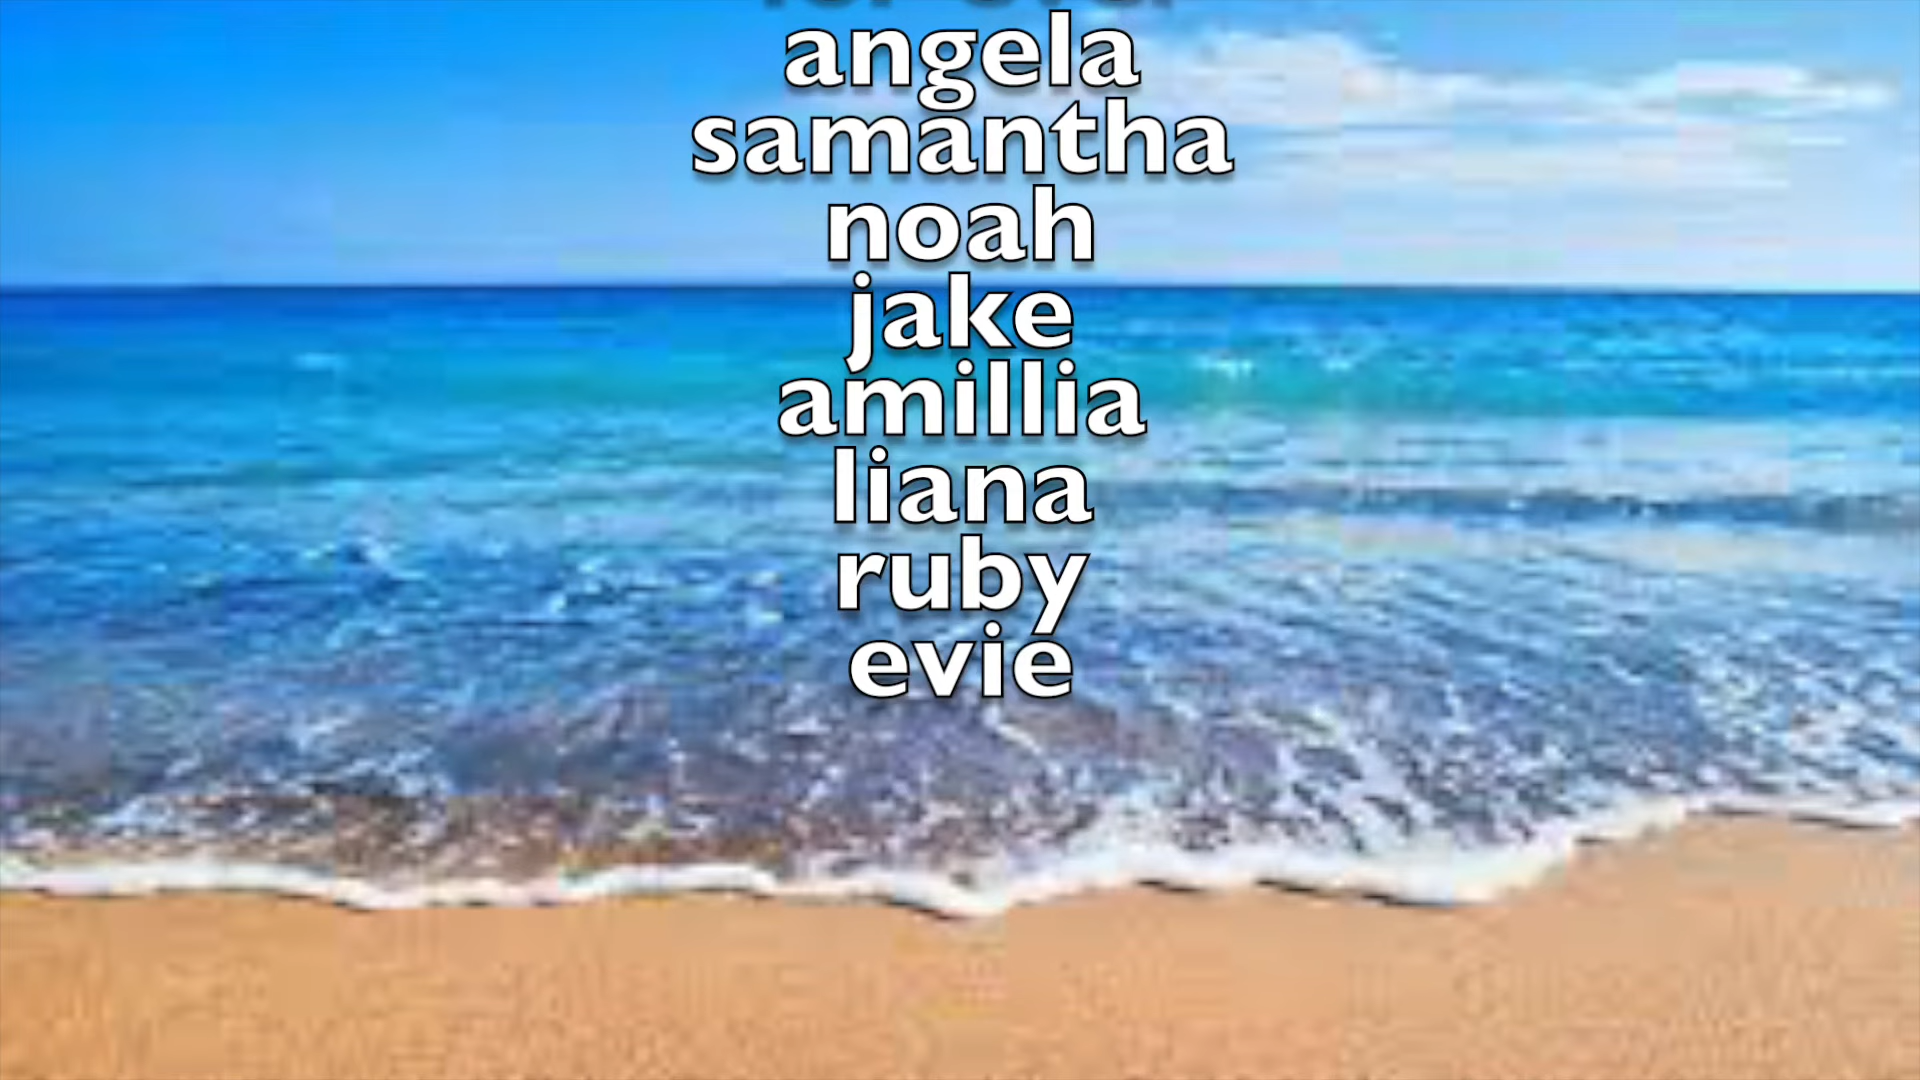 angela
samantha
noah
jake
amillia
liana
ruby
evie